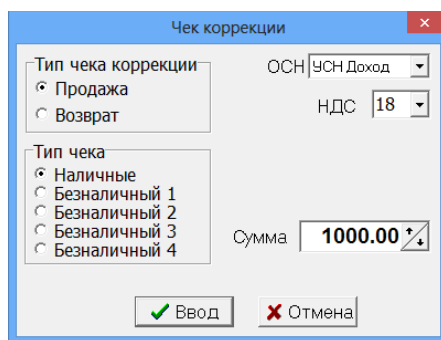 Чек коррекции
Тип чека коррекции
Продажа
Возврат
ОСН УСН Доход
НДС 18
Тип чека
Наличные
Безналичный 1
Безналичный 2
Безналичный 3
Безналичный 4
Сумма 1000.00
Ввод Отмена